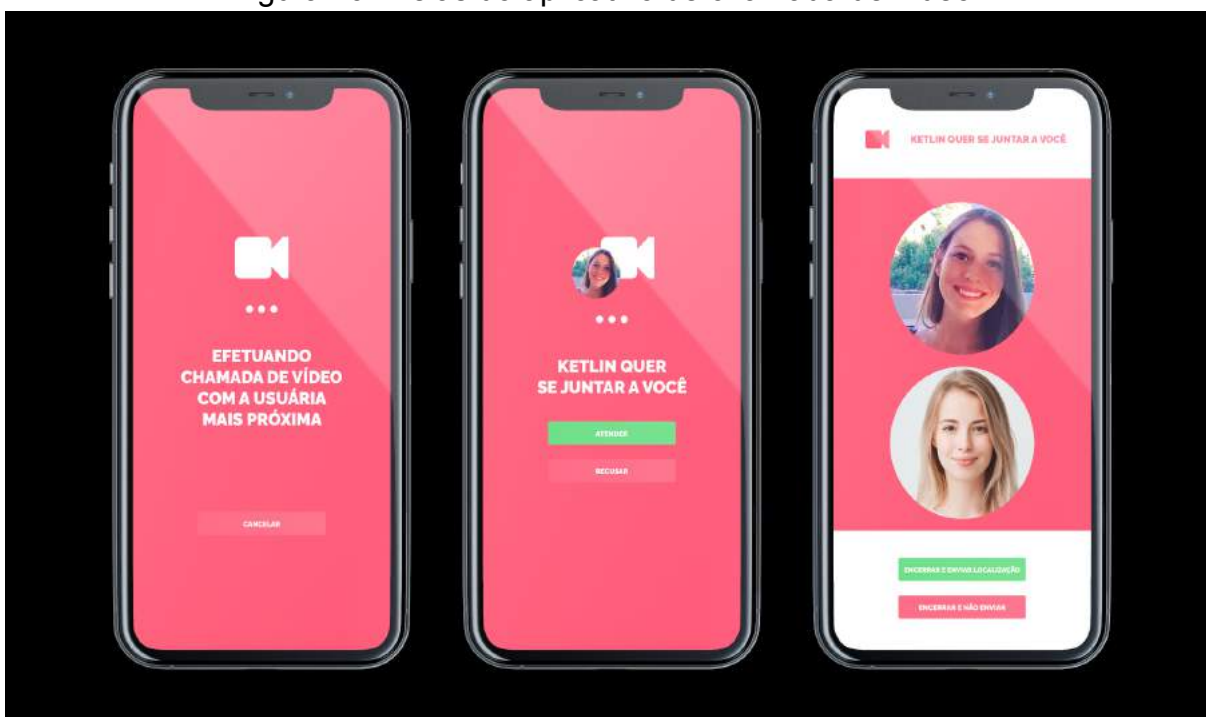 EFETUANDO
CHAMADA DE VÍDEO
COM A USUÁRIA
MAIS PRÓXIMA
CANCELAR
KETLIN QUER
SE JUNTAR A VOCÊ
ATENDER
RECUSAR
KETLIN QUER SE JUNTAR A VOCÊ
ENCERRAR E ENVIAR LOCALIZAÇÃO
ENCERRAR E NÃO ENVIAR